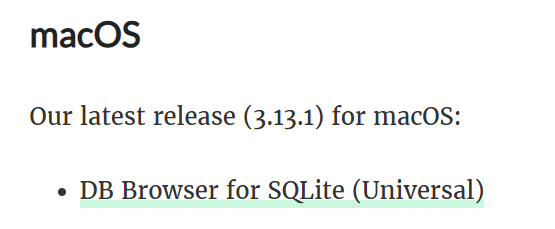 macOS
Our latest release (3.13.1) for macOS:
• DB Browser for SQLite (Universal)